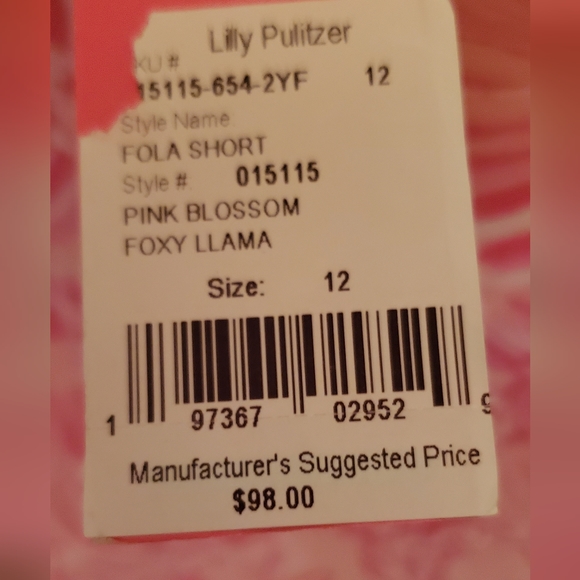 Lilly Pulitzer
KU #
15115-654-2YF 12
Style Name
FOLA SHORT
Style #: 015115
PINK BLOSSOM
FOXY LLAMA
Size: 12
1 97367 02952 9
Manufacturer's Suggested Price
$98.00